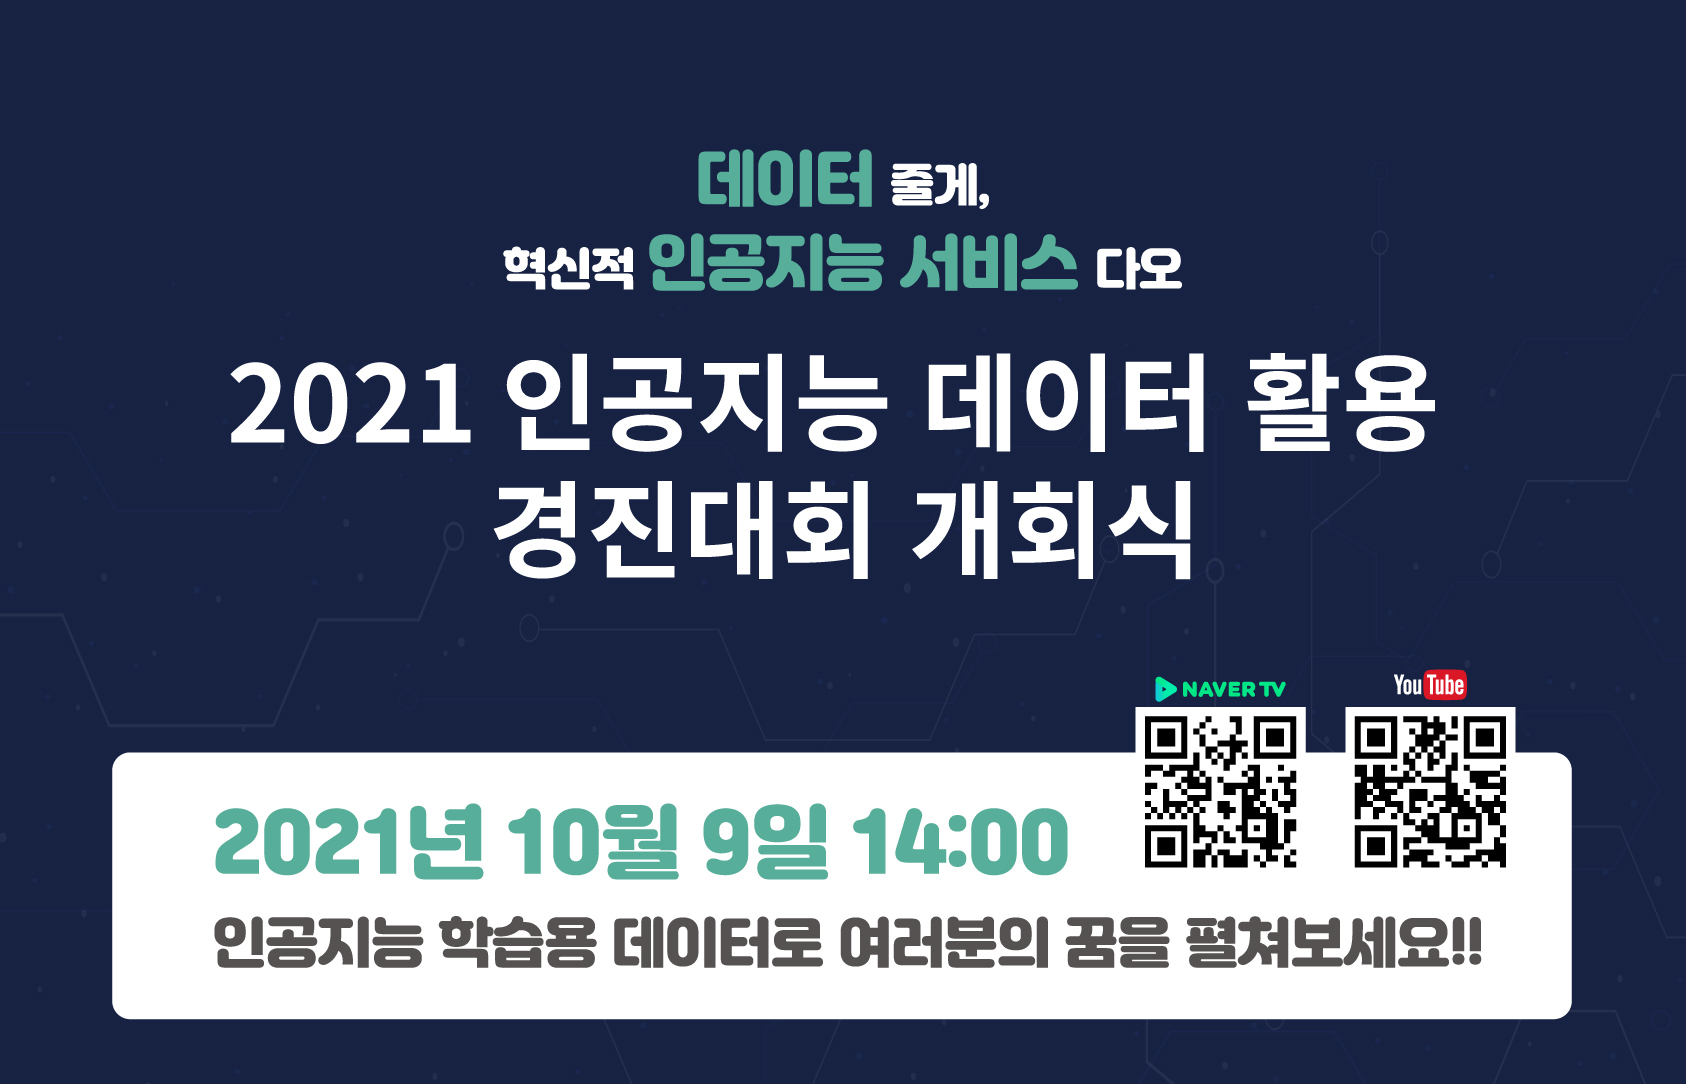 데이터 줄게,
혁신적 인공지능 서비스 다오
2021 인공지능 데이터 활용
경진대회 개회식
NAVER TV
YouTube
2021년 10월 9일 14:00
인공지능 학습용 데이터로 여러분의 꿈을 펼쳐보세요!!